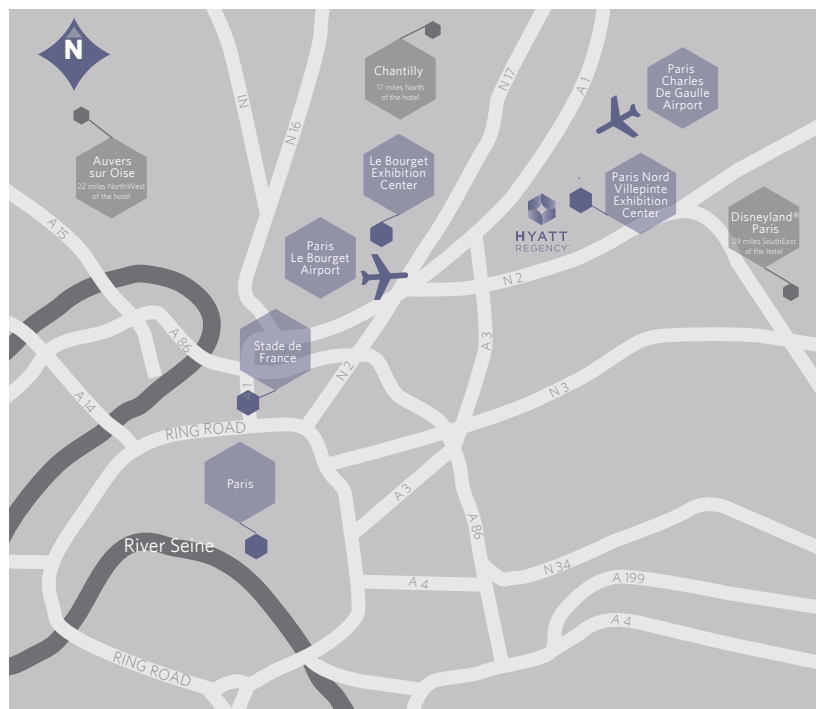 N
Chantilly
17 miles North
of the hotel
Paris
Charles
De Gaulle
Airport
N 17
A 1
N1
N 16
Auvers
sur Oise
22 miles NorthWest
of the hotel
Le Bourget
Exhibition
Center
Paris Nord
Villepinte
Exhibition
Center
HYATT
REGENCY
Disneyland®
Paris
29 miles SouthEast
of the hotel
A 15
Paris
Le Bourget
Airport
N 2
A 86
Stade de
France
A 3
N 2
A 1
N 3
A 14
RING ROAD
Paris
A 3
A 86
River Seine
N 34
A 4
A 199
A 4
RING ROAD